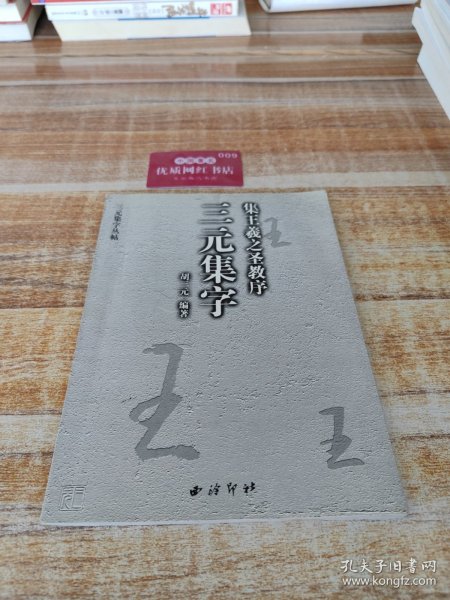 009
优质网红书店
三元集字丛帖
集王羲之圣教序
三元集字
胡三元 编著
王
王
王
西泠印社
孔夫子旧书网
www.kongfz.com